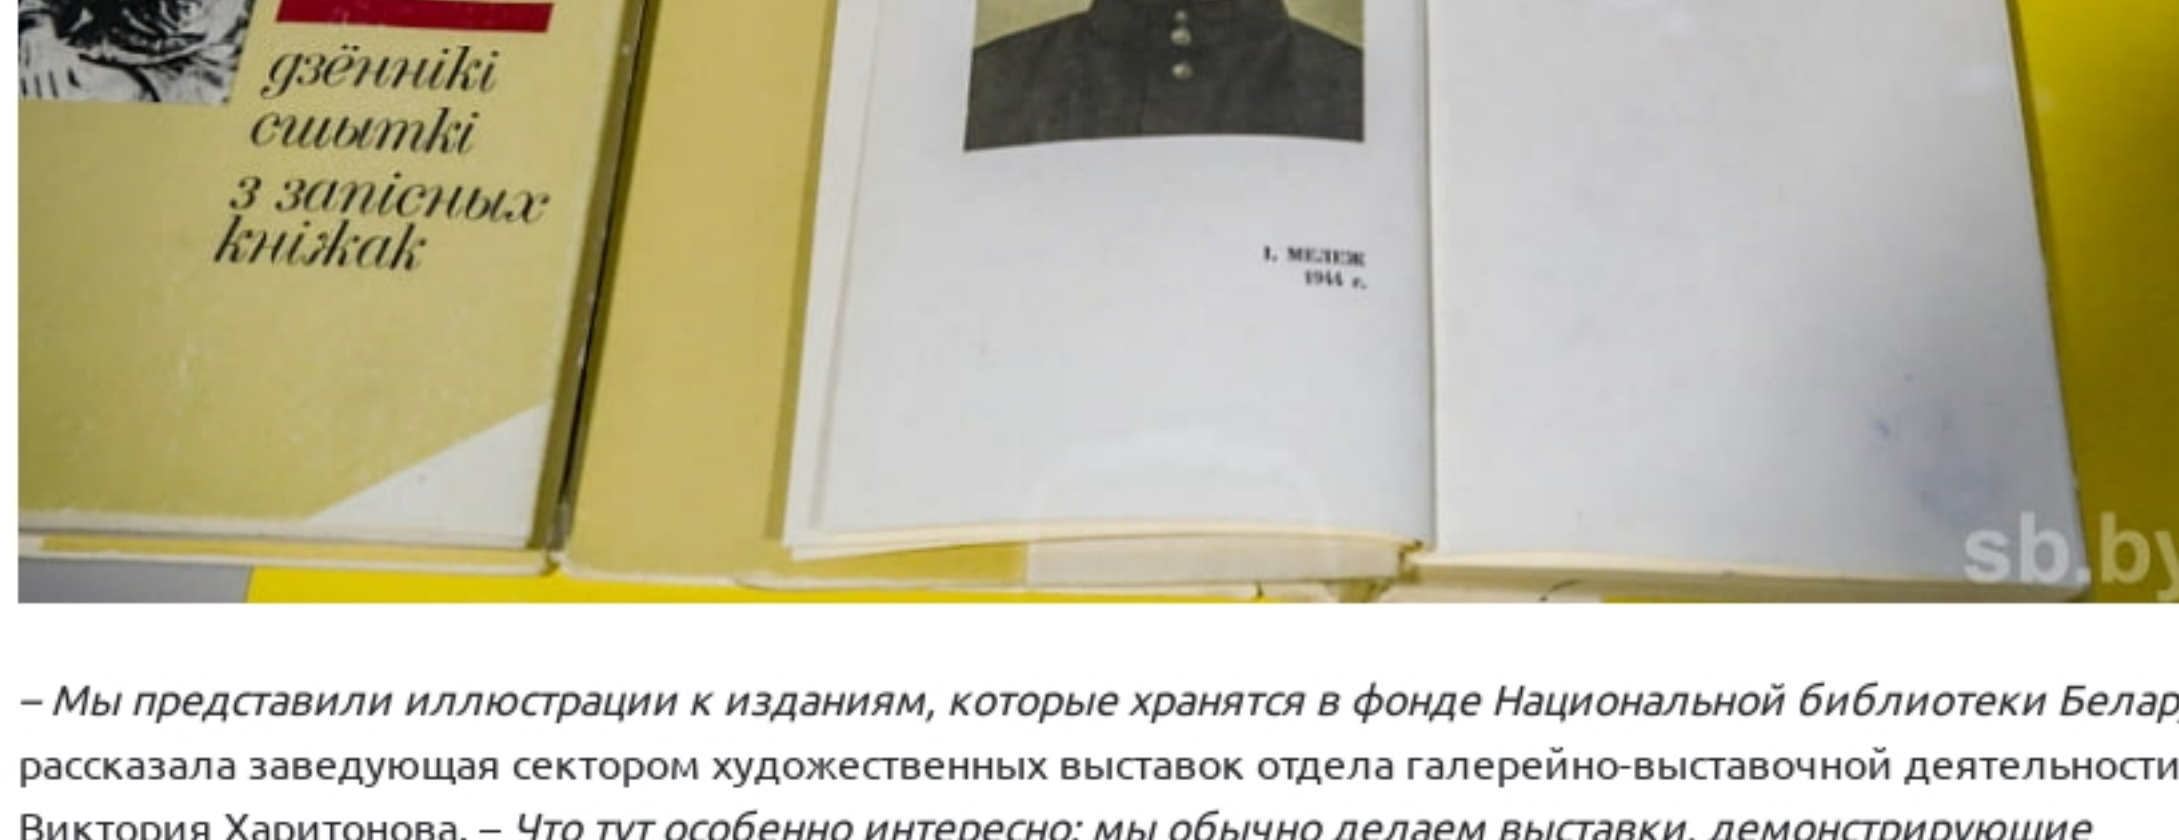 дзённікі
сшыткі
з запісных
кніжак
І. МЕЛЕЖ
1944 г.
sb.by
– Мы представили иллюстрации к изданиям, которые хранятся в фонде Национальной библиотеки Белар
рассказала заведующая сектором художественных выставок отдела галерейно-выставочной деятельности
Виктория Харитонова. – Что тут особенно интересно: мы обычно делаем выставки, демонстрирующие